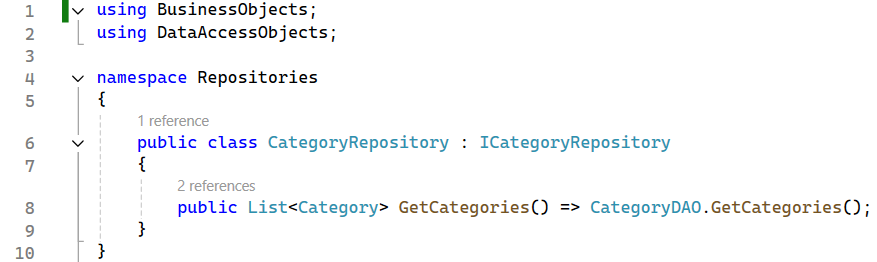 1 using BusinessObjects;
2 using DataAccessObjects;
3
4 namespace Repositories
5 {
1 reference
6 public class CategoryRepository : ICategoryRepository
7 {
2 references
8 public List<Category> GetCategories() => CategoryDAO.GetCategories();
9 }
10 }